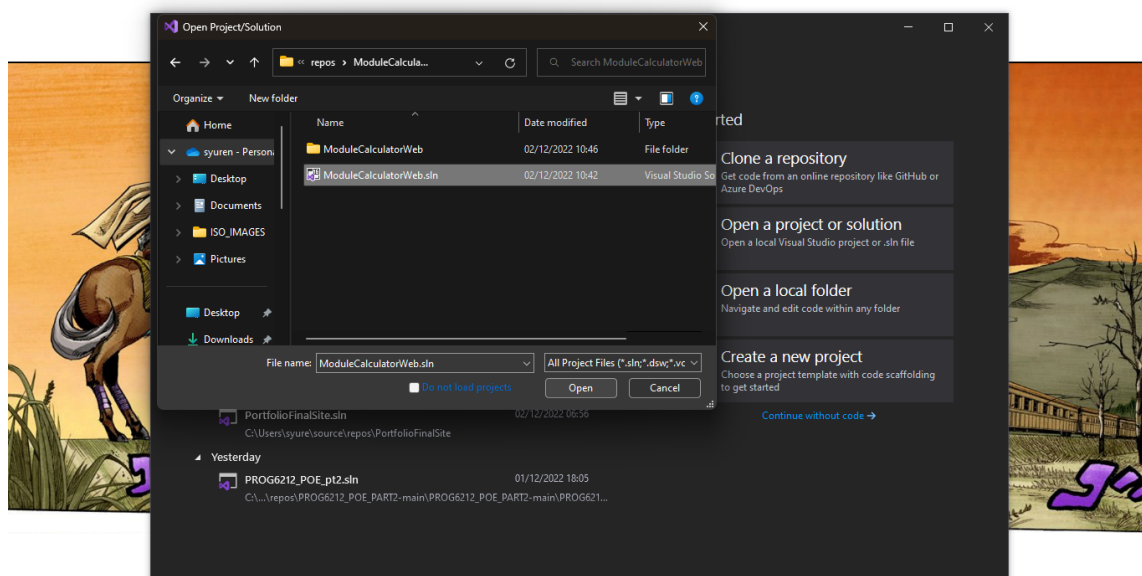 Open Project/Solution
« repos › ModuleCalcula...
Search ModuleCalculatorWeb
Organize
New folder
?
Home
syuren - Persona
Desktop
Documents
ISO_IMAGES
Pictures
Desktop
Downloads
Name
Date modified
Type
ModuleCalculatorWeb
02/12/2022 10:46
File folder
ModuleCalculatorWeb.sln
02/12/2022 10:42
Visual Studio So
File name:
ModuleCalculatorWeb.sln
All Project Files (*.sln;*.dsw;*.vc
Do not load projects
Open
Cancel
rted
Clone a repository
Get code from an online repository like GitHub or
Azure DevOps
Open a project or solution
Open a local Visual Studio project or .sln file
Open a local folder
Navigate and edit code within any folder
Create a new project
Choose a project template with code scaffolding
to get started
Continue without code →
PortfolioFinalSite.sln
02/12/2022 06:56
C:\Users\syure\source\repos\PortfolioFinalSite
Yesterday
PROG6212_POE_pt2.sln
01/12/2022 18:05
C:\...\repos\PROG6212_POE_PART2-main\PROG6212_POE_PART2-main\PROG621...